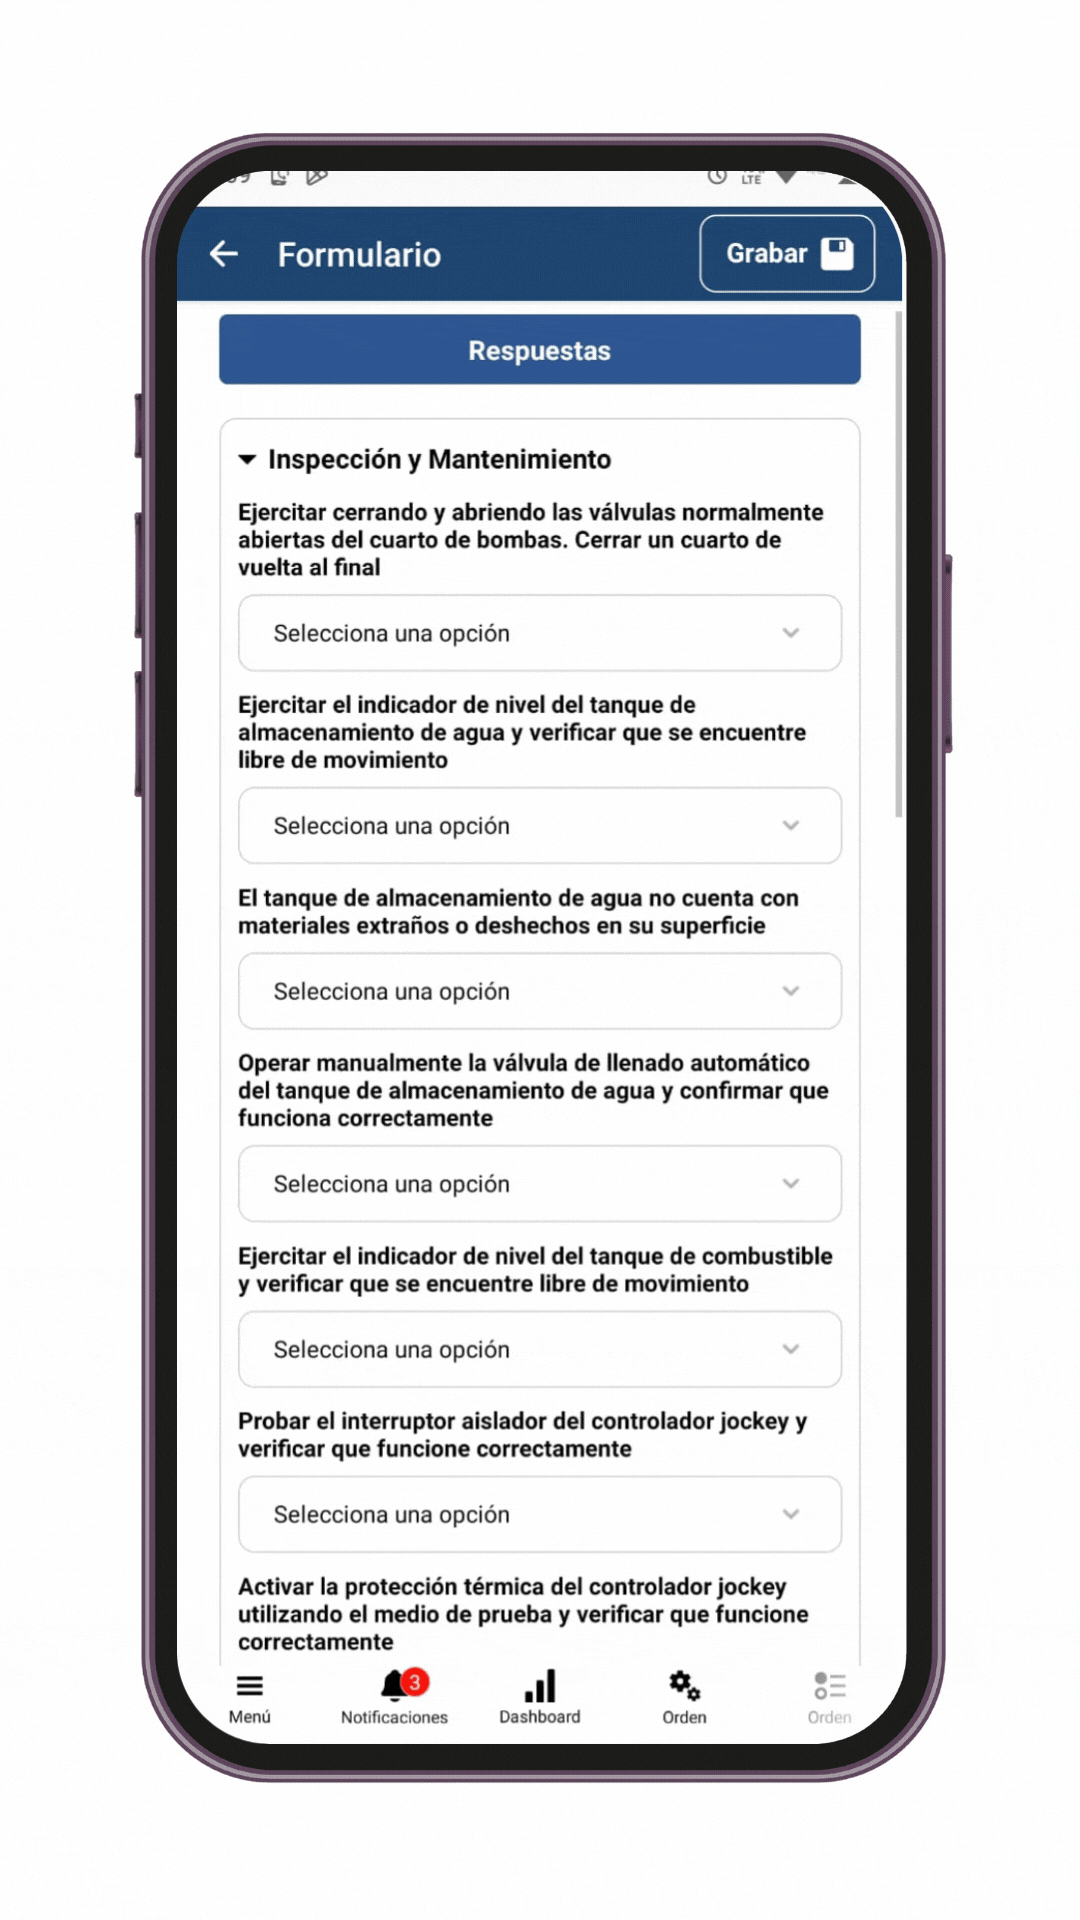 LTE
Formulario
Grabar
Respuestas
Inspección y Mantenimiento
Ejercitar cerrando y abriendo las válvulas normalmente
abiertas del cuarto de bombas. Cerrar un cuarto de
vuelta al final
Selecciona una opción
Ejercitar el indicador de nivel del tanque de
almacenamiento de agua y verificar que se encuentre
libre de movimiento
Selecciona una opción
El tanque de almacenamiento de agua no cuenta con
materiales extraños o deshechos en su superficie
Selecciona una opción
Operar manualmente la válvula de llenado automático
del tanque de almacenamiento de agua y confirmar que
funciona correctamente
Selecciona una opción
Ejercitar el indicador de nivel del tanque de combustible
y verificar que se encuentre libre de movimiento
Selecciona una opción
Probar el interruptor aislador del controlador jockey y
verificar que funcione correctamente
Selecciona una opción
Activar la protección térmica del controlador jockey
utilizando el medio de prueba y verificar que funcione
correctamente
3
Menú
Notificaciones
Dashboard
Orden
Orden